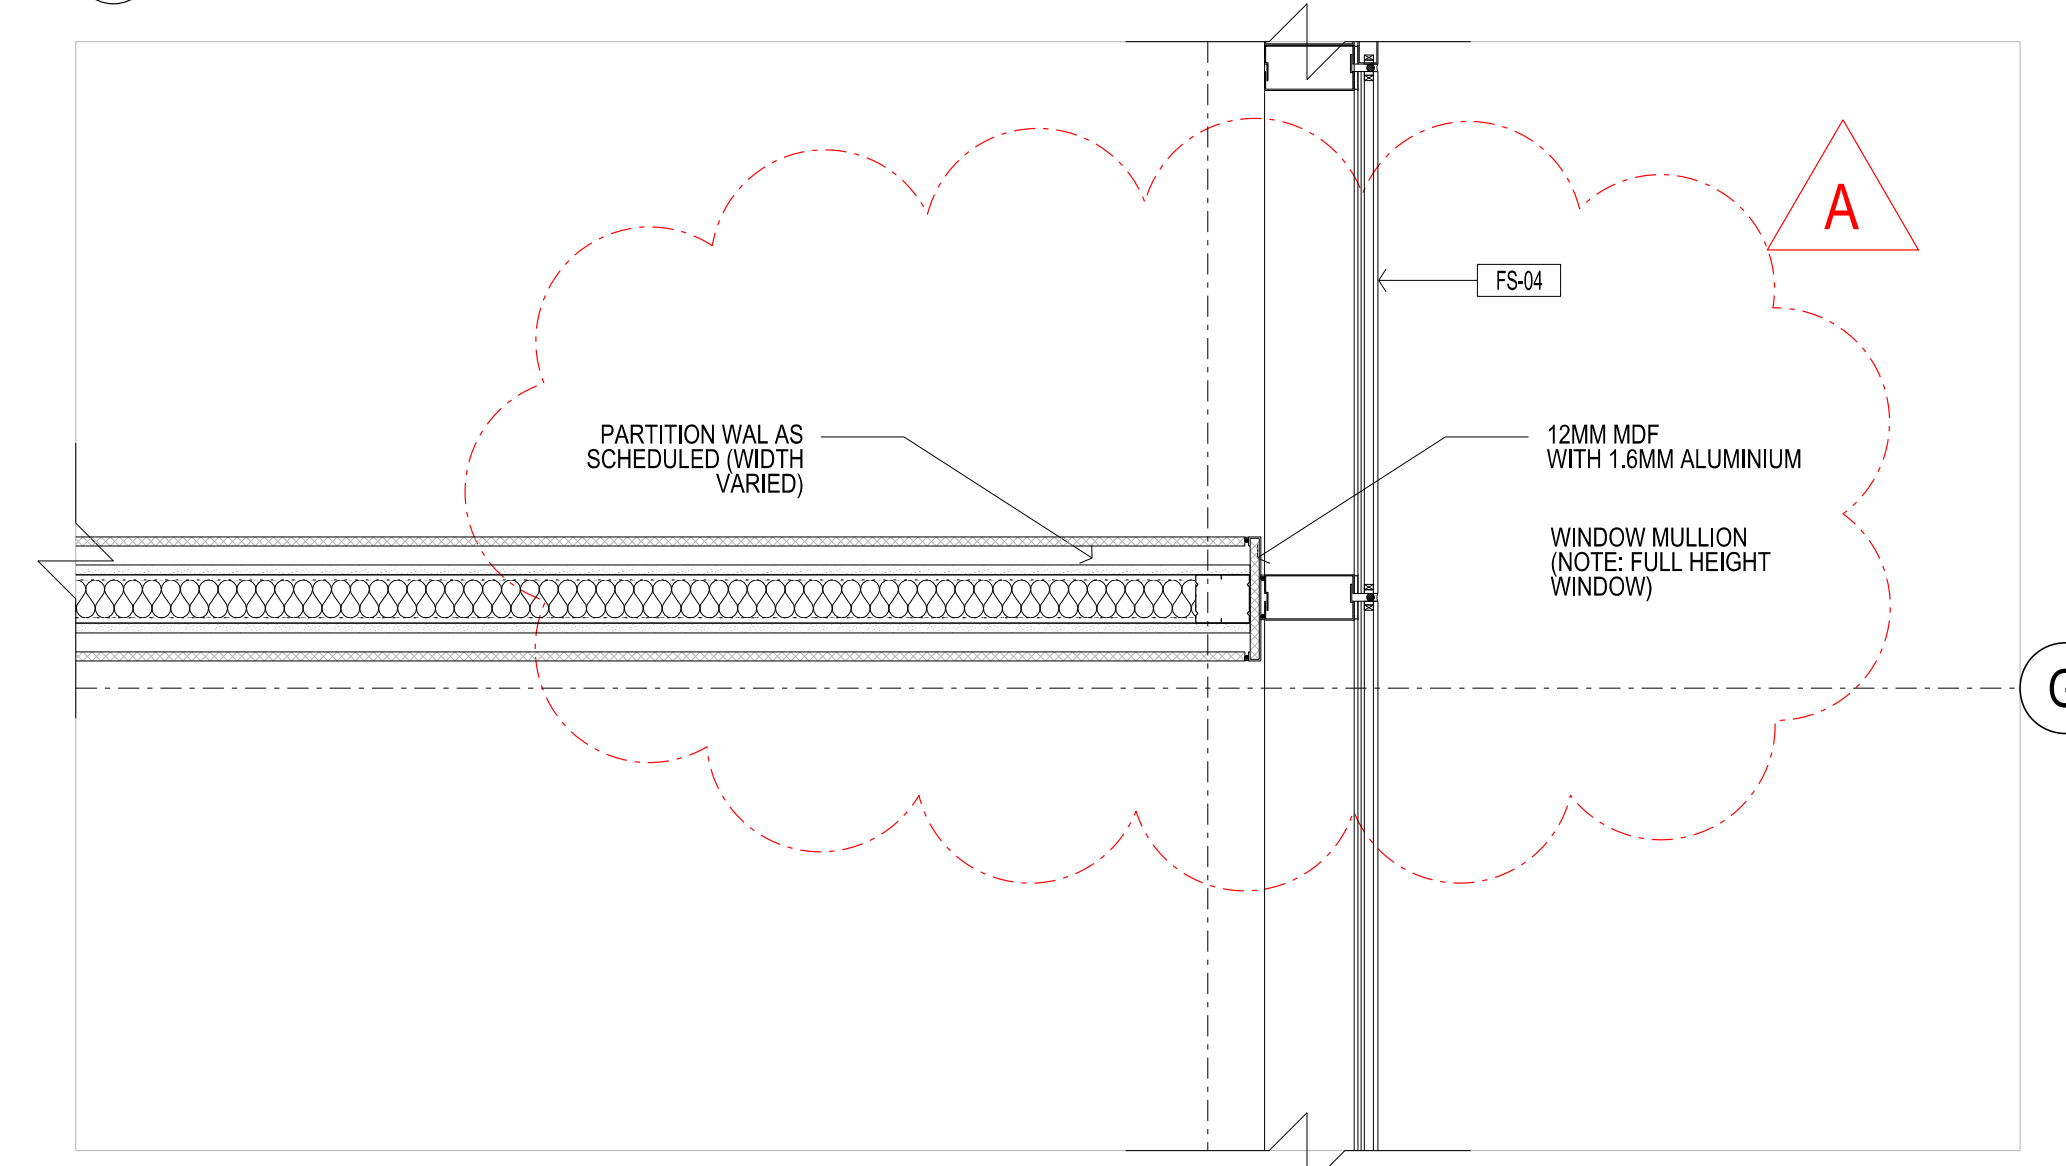 A
FS-04
PARTITION WAL AS
SCHEDULED (WIDTH
VARIED)
12MM MDF
WITH 1.6MM ALUMINIUM
WINDOW MULLION
(NOTE: FULL HEIGHT
WINDOW)